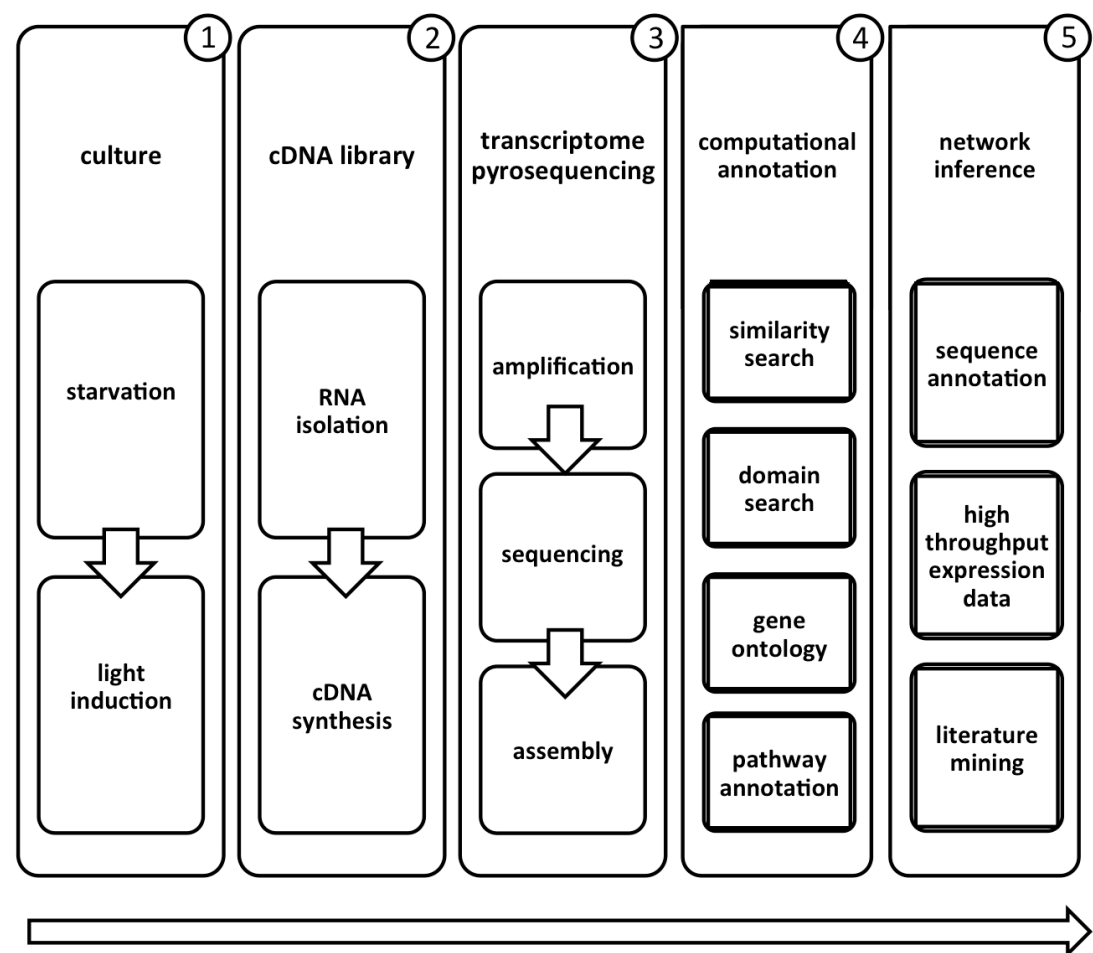 1
culture
starvation
light
induction
2
cDNA library
RNA
isolation
cDNA
synthesis
3
transcriptome
pyrosequencing
amplification
sequencing
assembly
4
computational
annotation
similarity
search
domain
search
gene
ontology
pathway
annotation
5
network
inference
sequence
annotation
high
throughput
expression
data
literature
mining